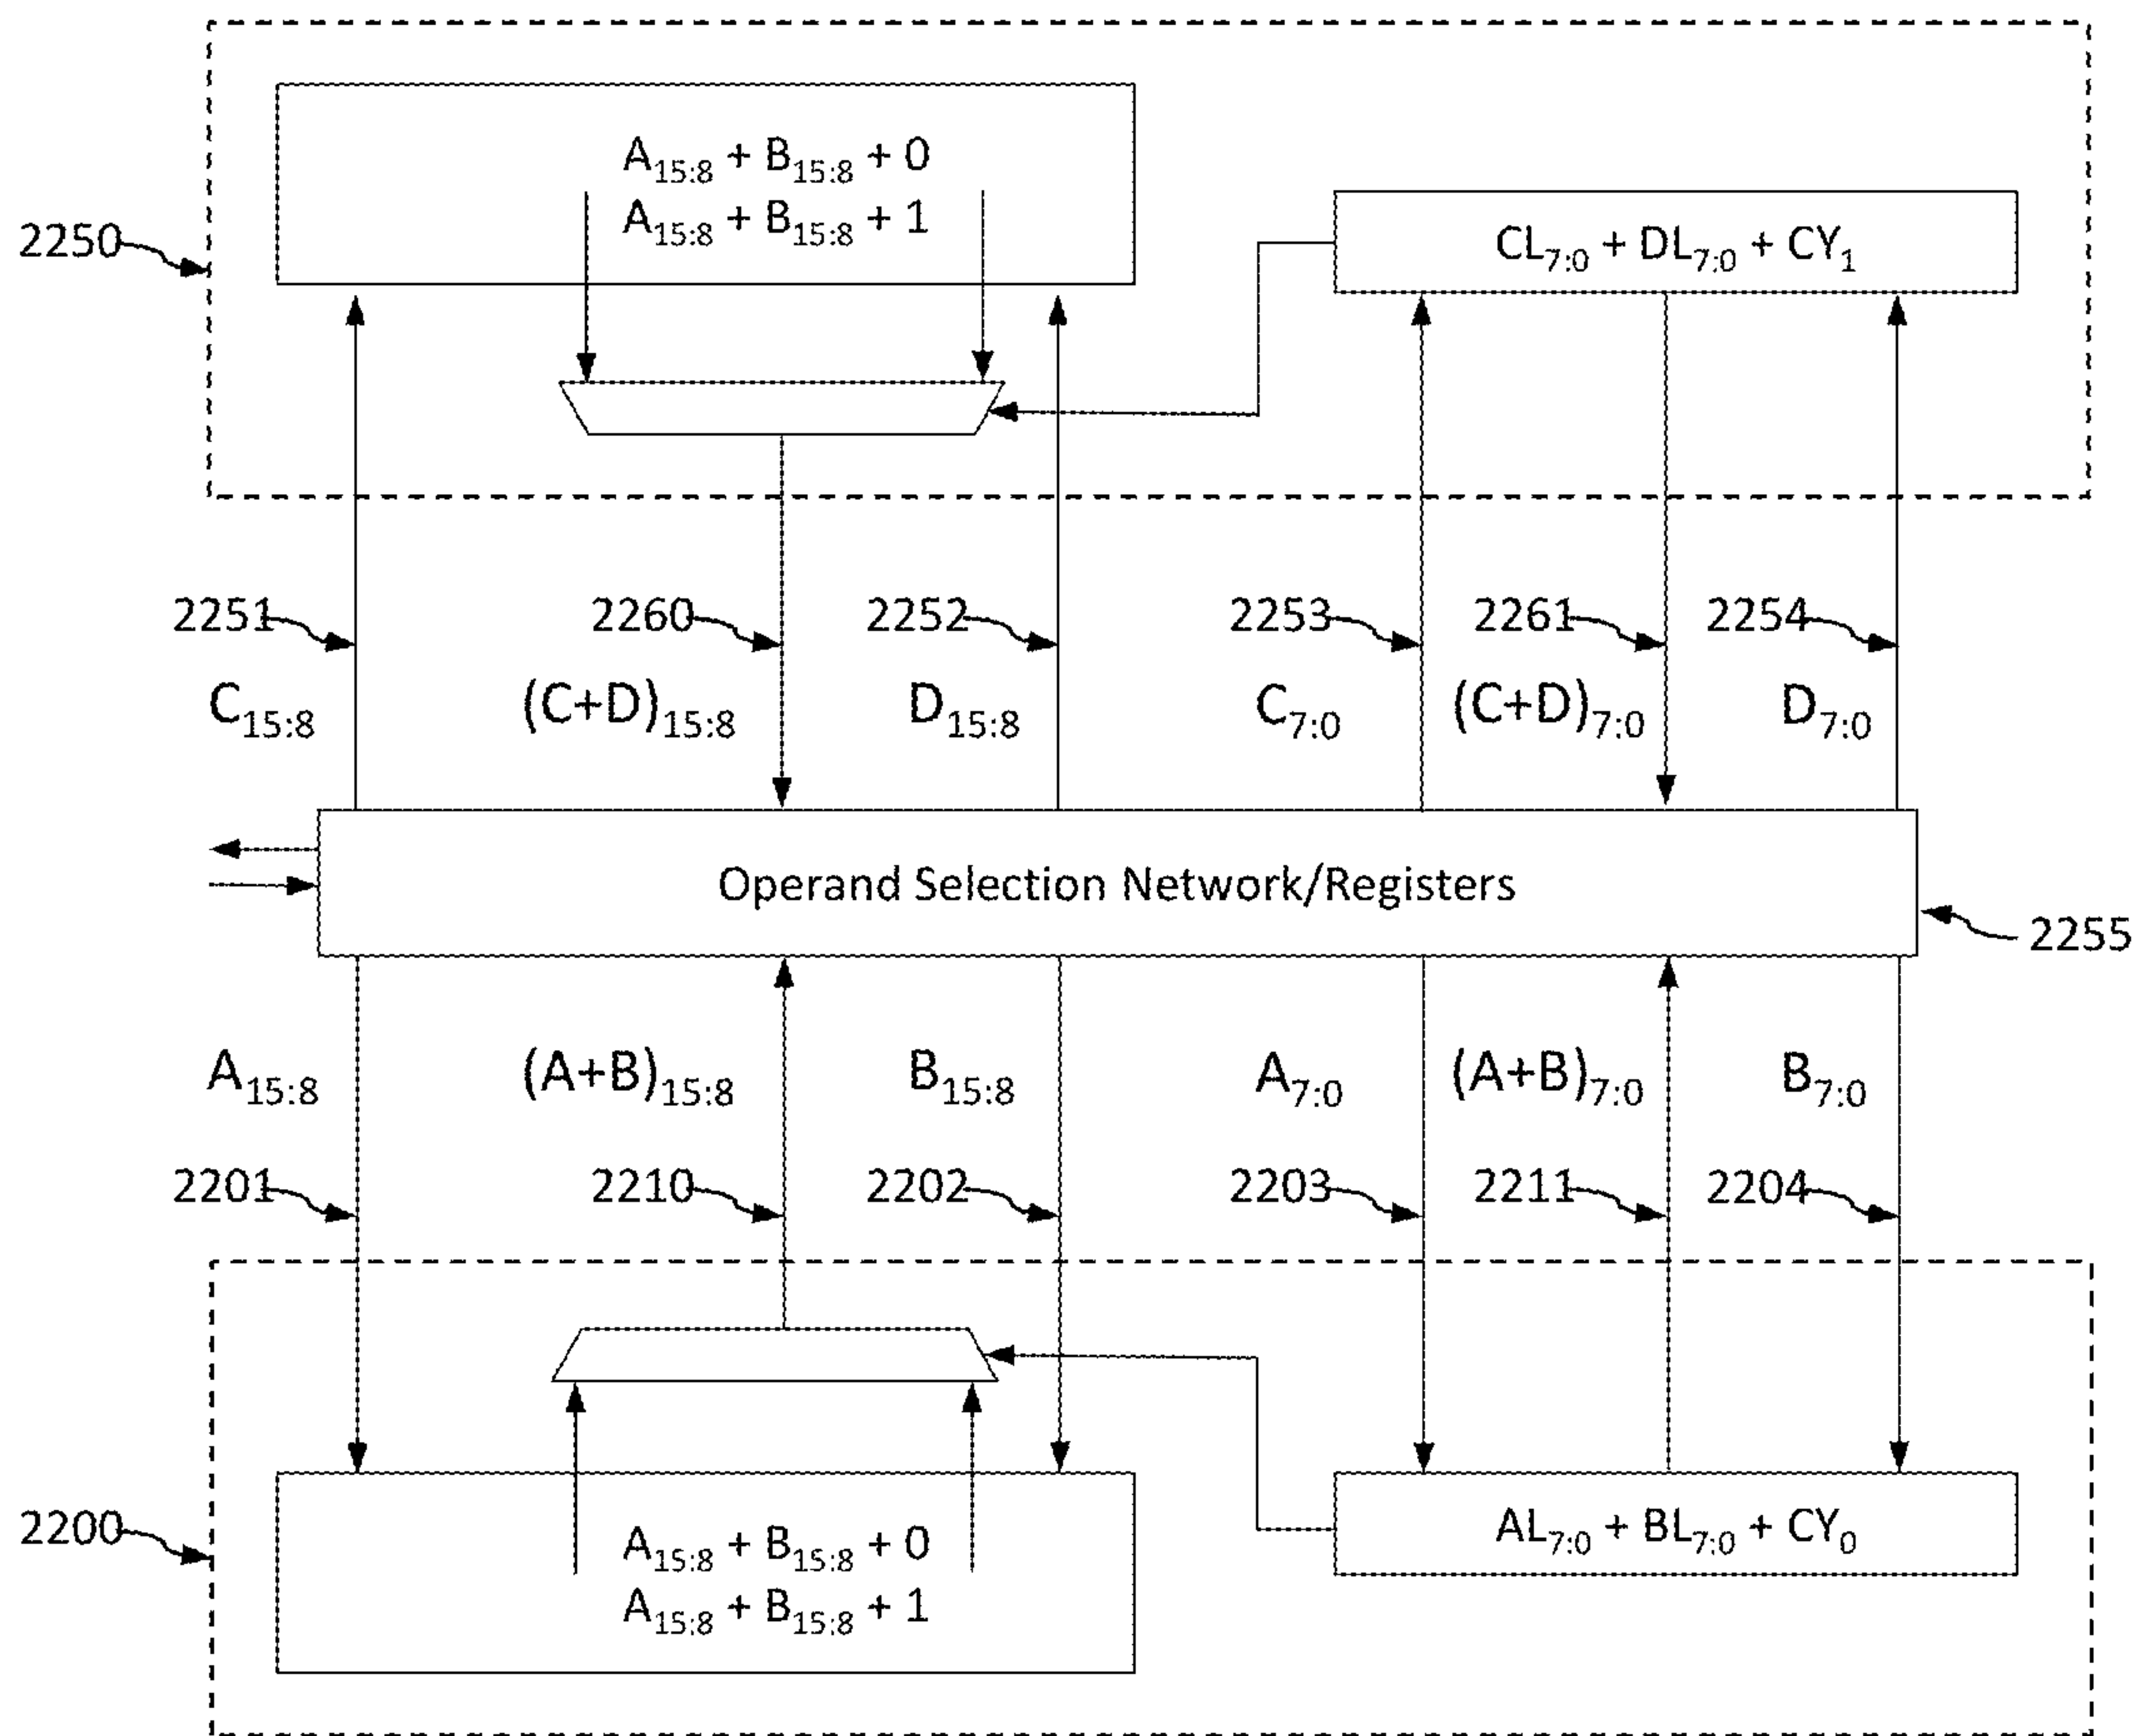 A15:8 + B15:8 + 0
A15:8 + B15:8 + 1
2250
CL7:0 + DL7:0 + CY1
2251
2260
2252
2253
2261
2254
C15:8
(C+D)15:8
D15:8
C7:0
(C+D)7:0
D7:0
Operand Selection Network/Registers
2255
A15:8
(A+B)15:8
B15:8
A7:0
(A+B)7:0
B7:0
2201
2210
2202
2203
2211
2204
2200
A15:8 + B15:8 + 0
A15:8 + B15:8 + 1
AL7:0 + BL7:0 + CY0